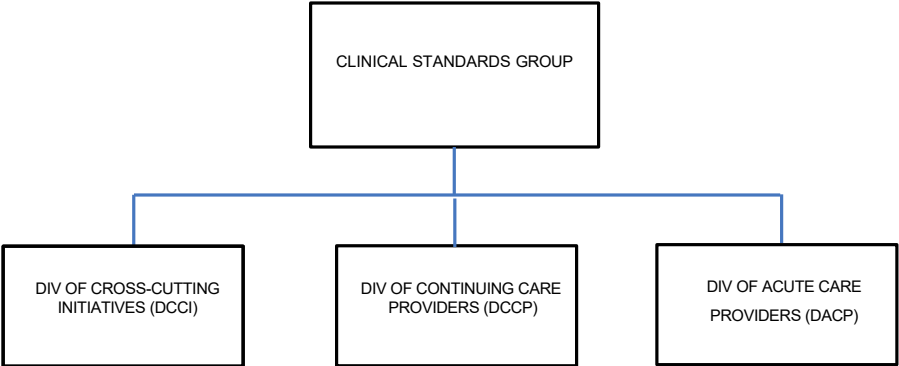 CLINICAL STANDARDS GROUP
DIV OF CROSS-CUTTING
INITIATIVES (DCCI)
DIV OF CONTINUING CARE
PROVIDERS (DCCP)
DIV OF ACUTE CARE
PROVIDERS (DACP)